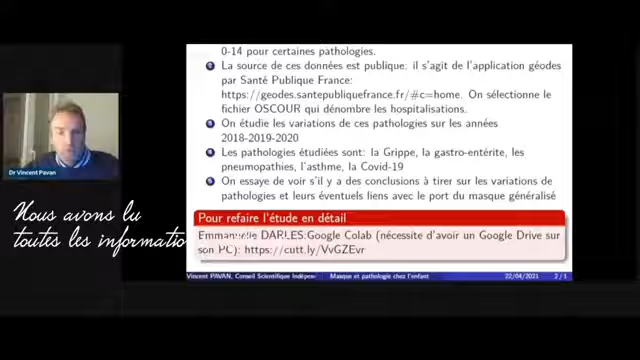 0-14 pour certaines pathologies.
La source de ces données est publique: il s'agit de l'application géodes
par Santé Publique France:
https://geodes.santepubliquefrance.fr/#c=home. On sélectionne le
fichier OSCOUR qui dénombre les hospitalisations.
On étudie les variations de ces pathologies sur les années
2018-2019-2020
Les pathologies étudiées sont: la Grippe, la gastro-entérite, les
pneumopathies, l'asthme, la Covid-19
On essaye de voir s'il y a des conclusions à tirer sur les variations de
pathologies et leurs éventuels liens avec le port du masque généralisé
Pour refaire l'étude en détail
Emmanuelle DARLES:Google Colab (nécessite d'avoir un Google Drive sur
son PC): https://cutt.ly/VvGZEvr
Vincent PAVAN, Conseil Scientifique Indépen
Masque et pathologie chez l'enfant
22/04/2021
2 / 1
Dr Vincent Pavan
Nous avons lu
toutes les informatio